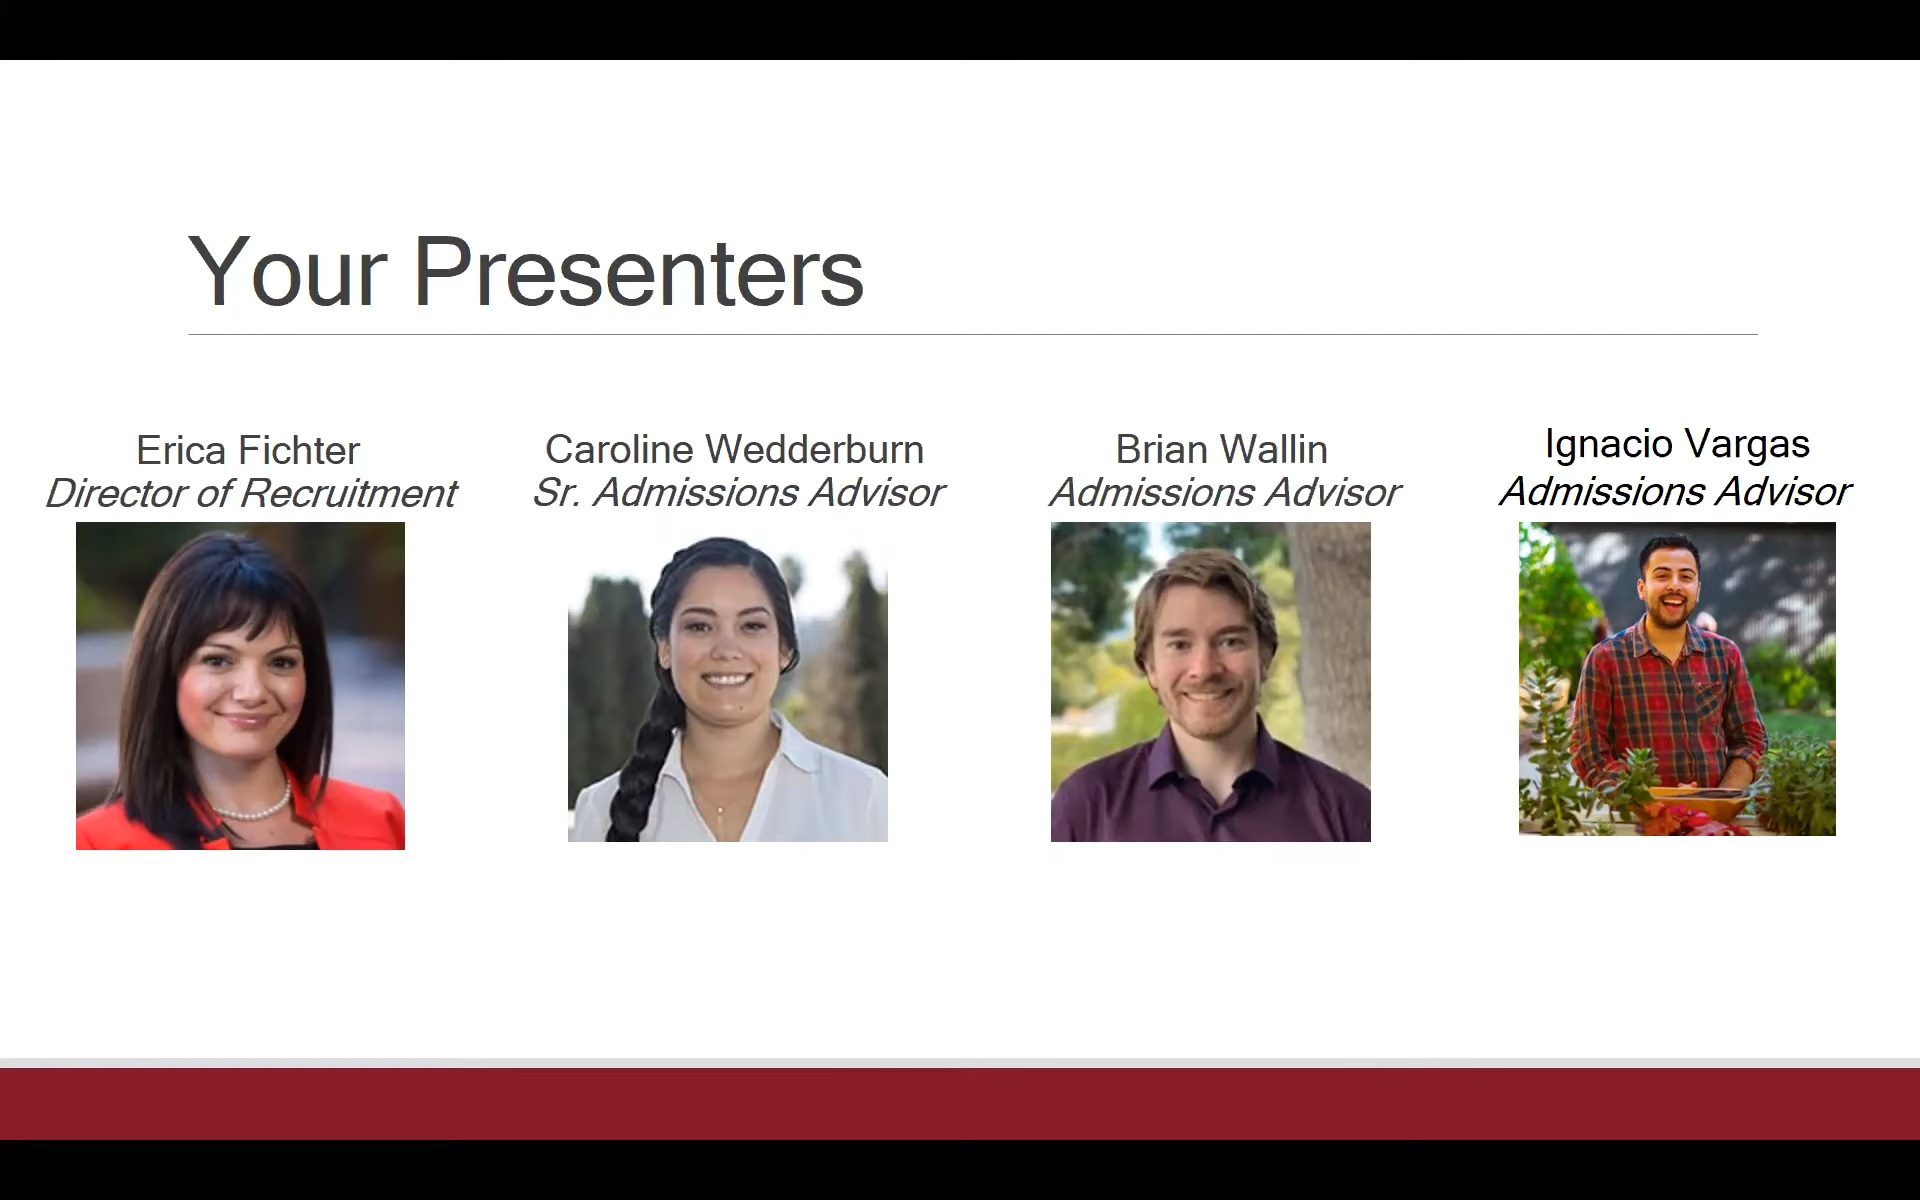 Your Presenters
Erica Fichter
Director of Recruitment
Caroline Wedderburn
Sr. Admissions Advisor
Brian Wallin
Admissions Advisor
Ignacio Vargas
Admissions Advisor